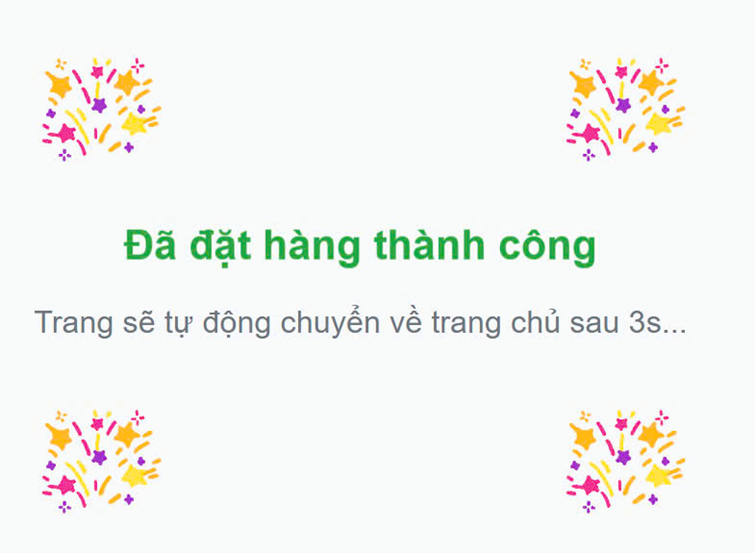 Đã đặt hàng thành công
Trang sẽ tự động chuyển về trang chủ sau 3s...